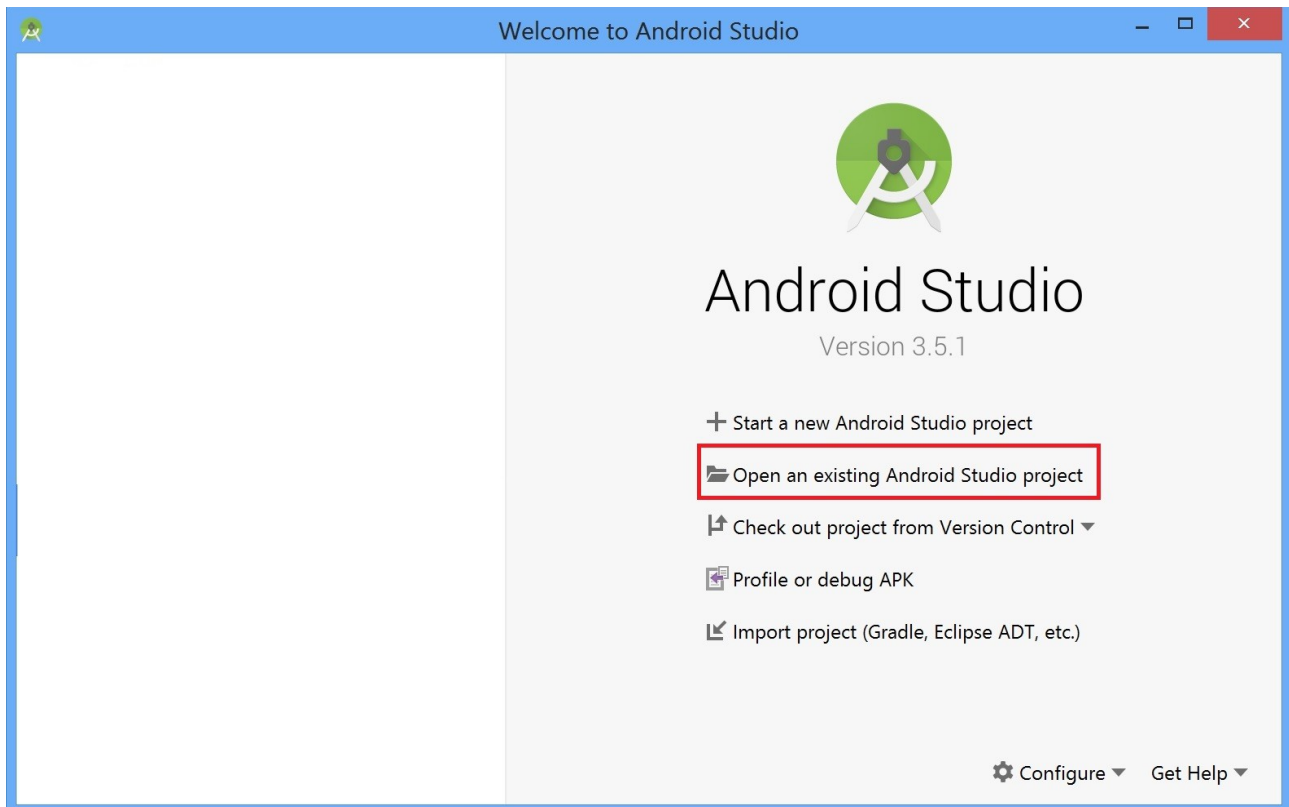 Welcome to Android Studio
Android Studio
Version 3.5.1
Start a new Android Studio project
Open an existing Android Studio project
Check out project from Version Control
Profile or debug APK
Import project (Gradle, Eclipse ADT, etc.)
Configure Get Help